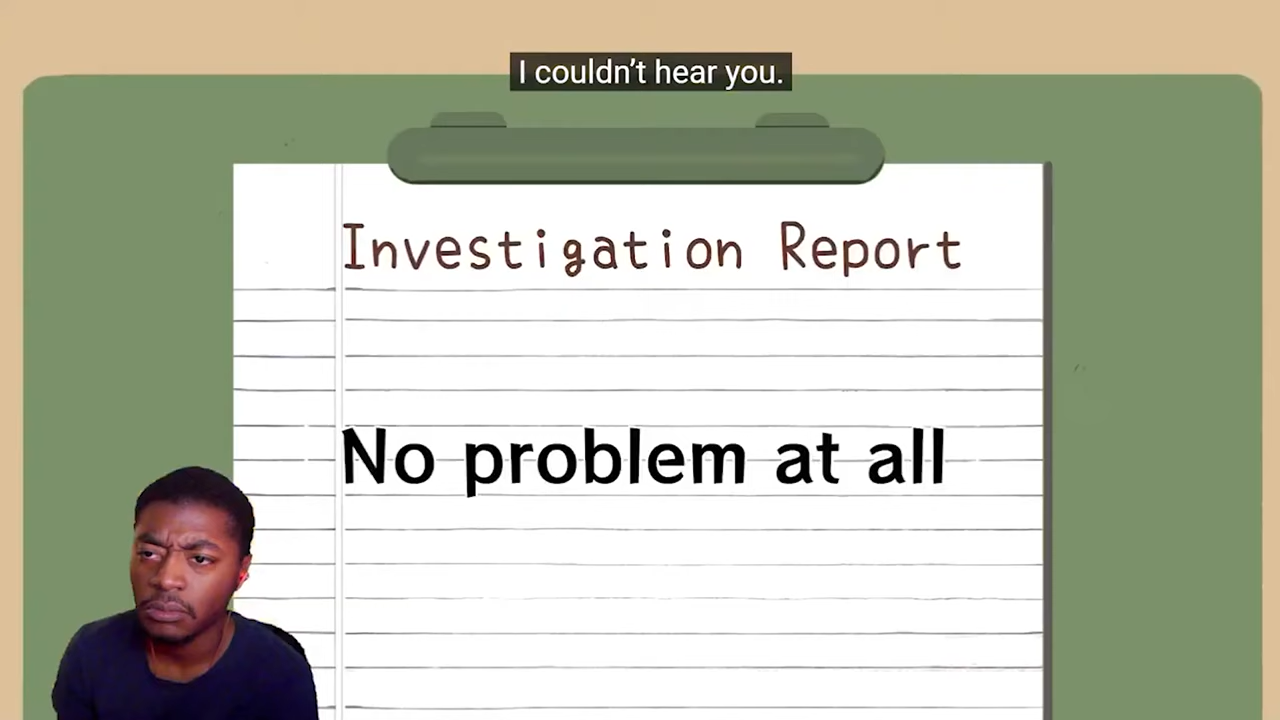 I couldn’t hear you.
Investigation Report
No problem at all